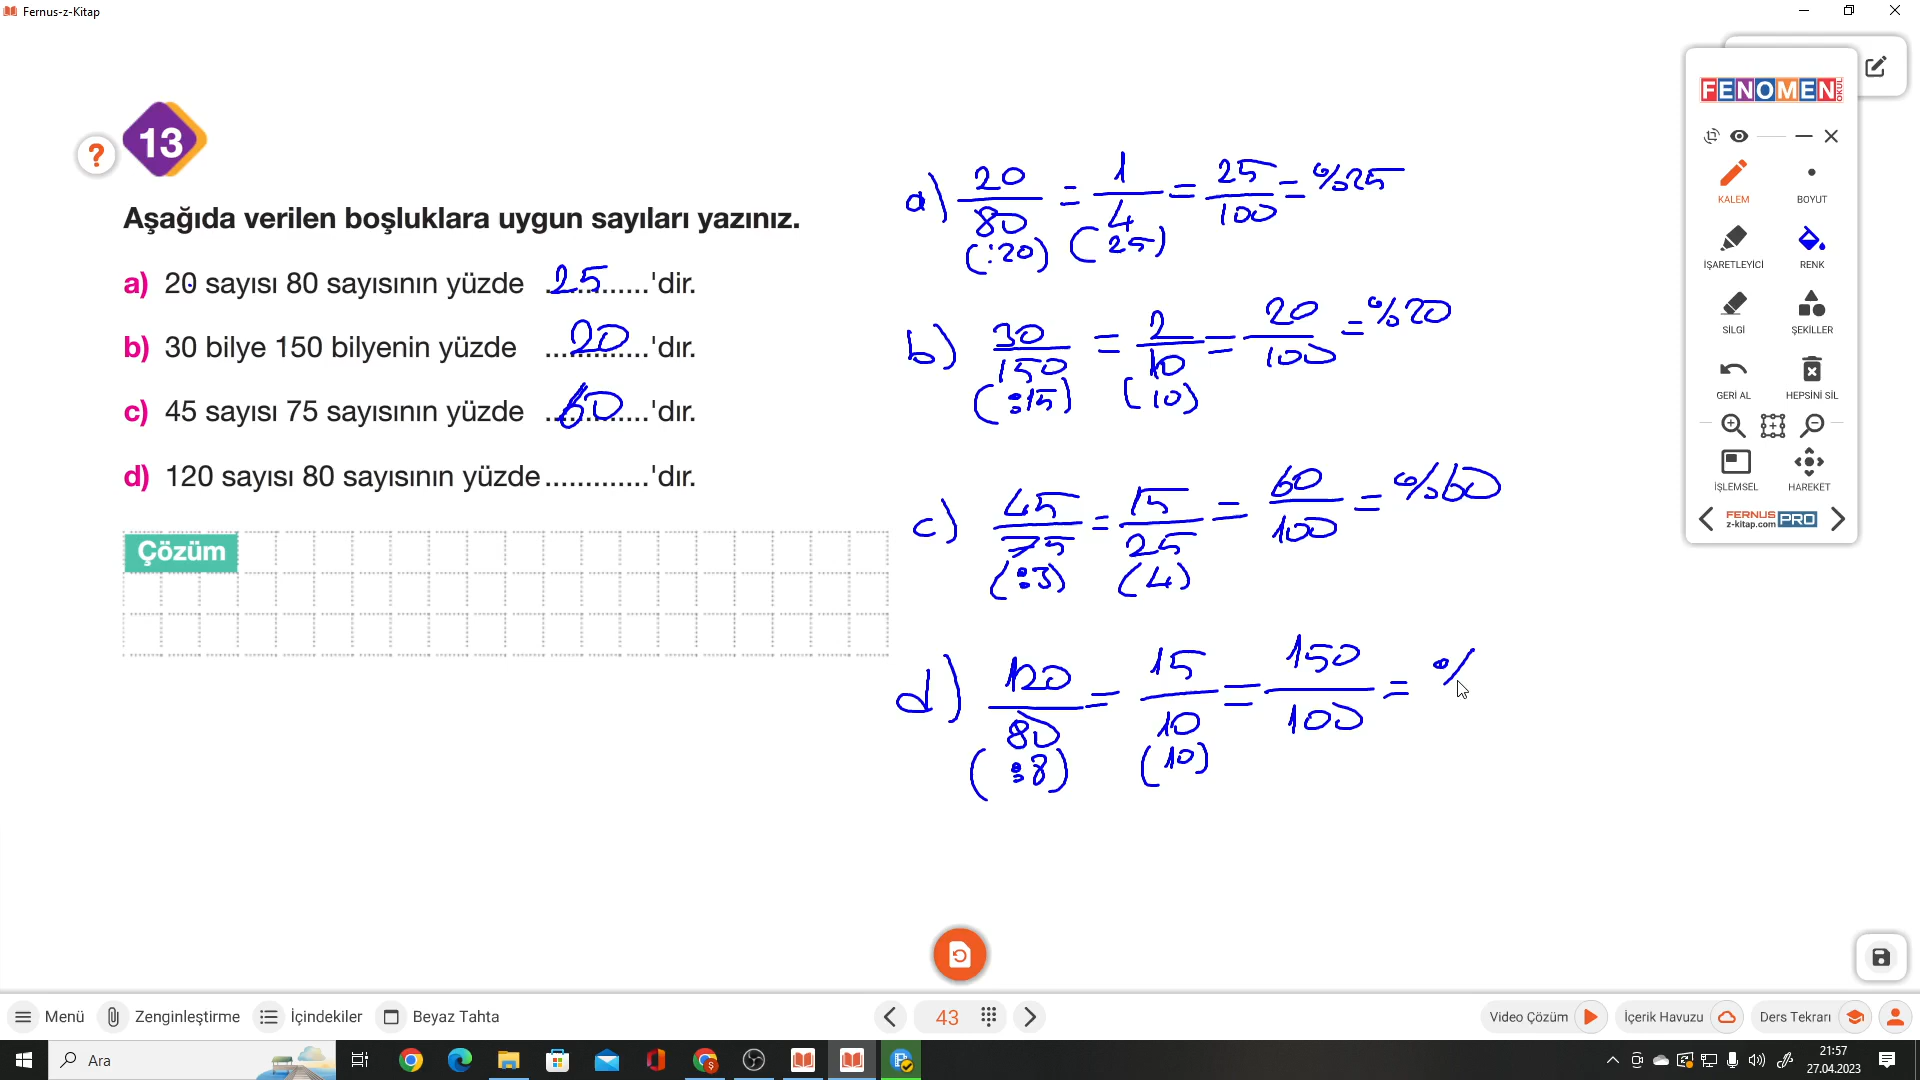 Fernus-z-Kitap
13
?
Aşağıda verilen boşluklara uygun sayıları yazınız.
a) 20 sayısı 80 sayısının yüzde 25.............'dir.
b) 30 bilye 150 bilyenin yüzde 20.............'dır.
c) 45 sayısı 75 sayısının yüzde 60.............'dır.
d) 120 sayısı 80 sayısının yüzde.............'dır.
Çözüm
a) 20/80 = 1/4 = 25/100 = %25
(:20) (25)
b) 30/150 = 2/10 = 20/100 = %20
(:15) (10)
c) 45/75 = 15/25 = 60/100 = %60
(:3) (4)
d) 120/80 = 15/10 = 150/100 = %
(:8) (10)
FENOMEN OKUL
KALEM BOYUT
İŞARETLEYİCİ RENK
SİLGİ ŞEKİLLER
GERİ AL HEPSİNİ SİL
İŞLEMSEL HAREKET
FERNUS
z-kitap.com PRO
Menü Zenginleştirme İçindekiler Beyaz Tahta 43 Video Çözüm İçerik Havuzu Ders Tekrarı
Ara
21:57
27.04.2023